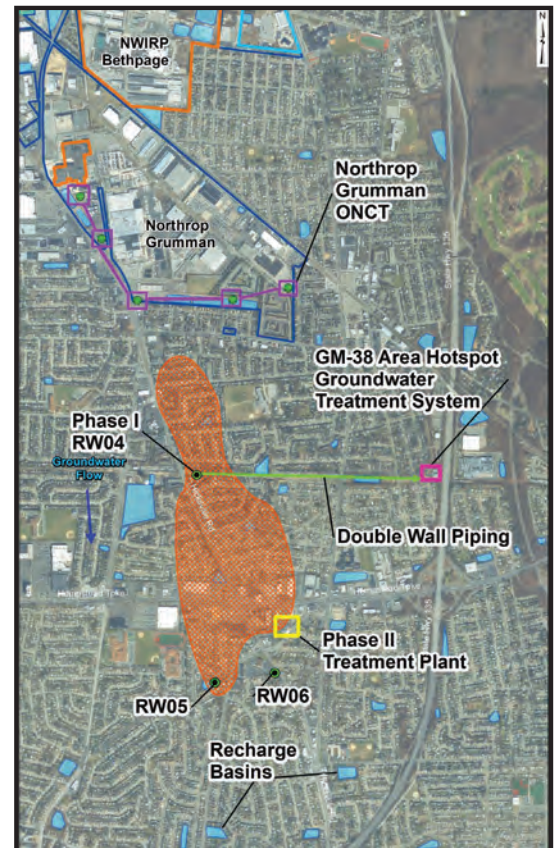 N
NWIRP
Bethpage
Northrop
Grumman
ONCT
Northrop
Grumman
GM-38 Area Hotspot
Groundwater
Treatment System
Phase I
RW04
Groundwater
Flow
Double Wall Piping
Phase II
Treatment Plant
RW05
RW06
Recharge
Basins